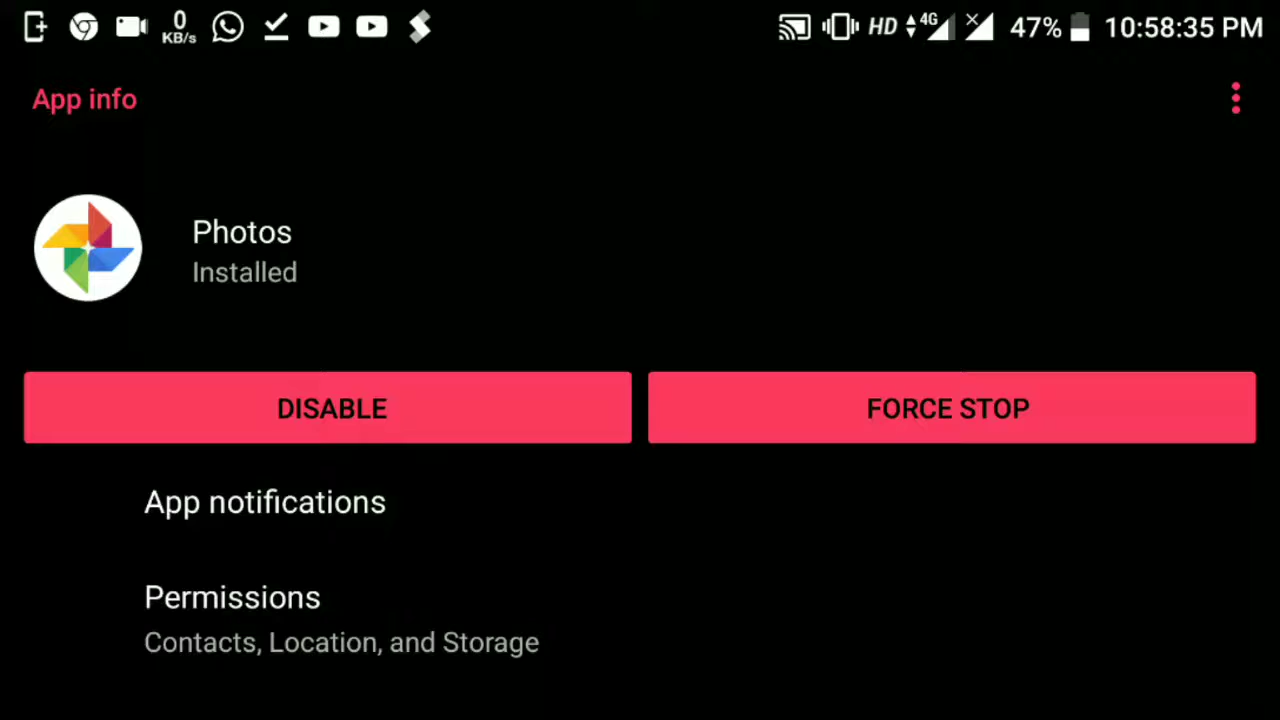 0 KB/s HD 4G 47% 10:58:35 PM
App info
Photos
Installed
DISABLE FORCE STOP
App notifications
Permissions
Contacts, Location, and Storage